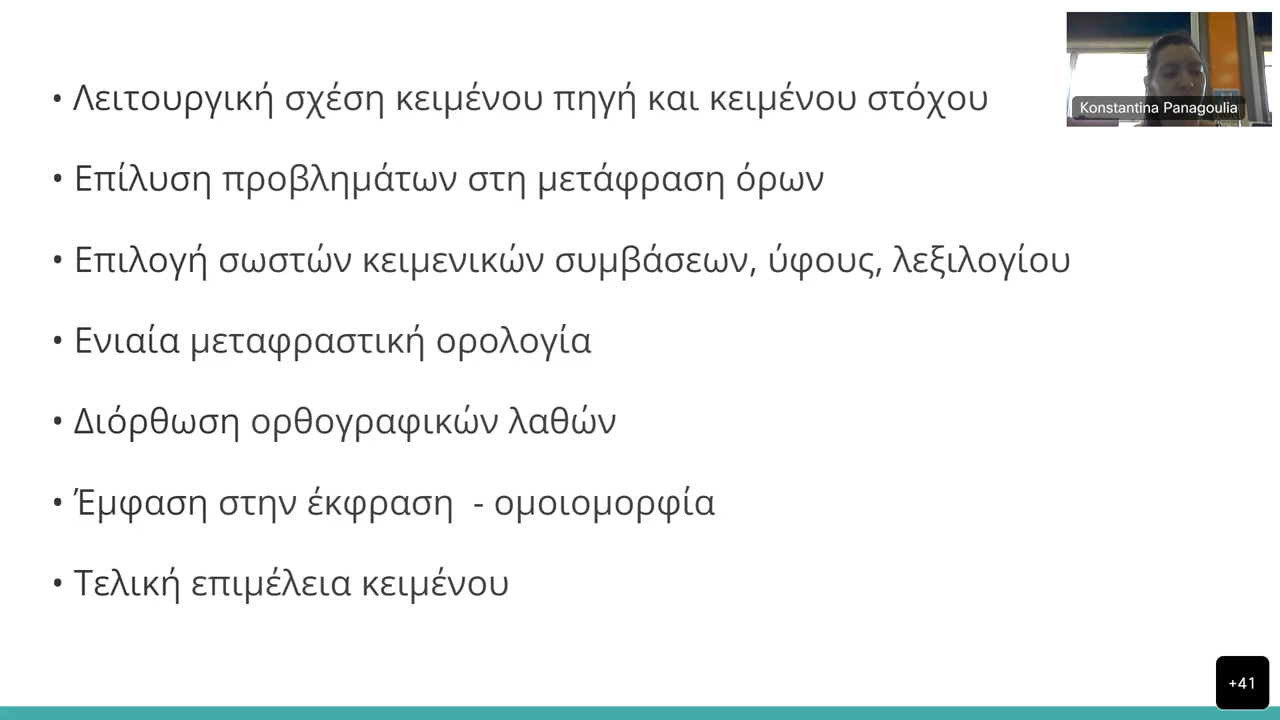 • Λειτουργική σχέση κειμένου πηγή και κειμένου στόχου
Konstantina Panagoulia
• Επίλυση προβλημάτων στη μετάφραση όρων
• Επιλογή σωστών κειμενικών συμβάσεων, ύφους, λεξιλογίου
• Ενιαία μεταφραστική ορολογία
• Διόρθωση ορθογραφικών λαθών
• Έμφαση στην έκφραση - ομοιομορφία
• Τελική επιμέλεια κειμένου
+41